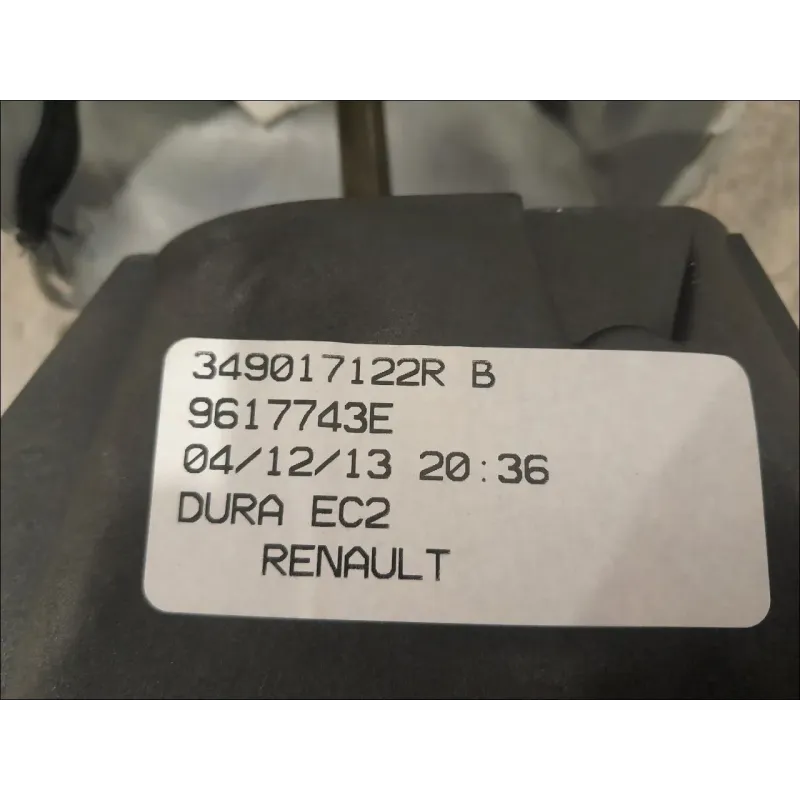 349017122R B
9617743E
04/12/13 20:36
DURA EC2
RENAULT